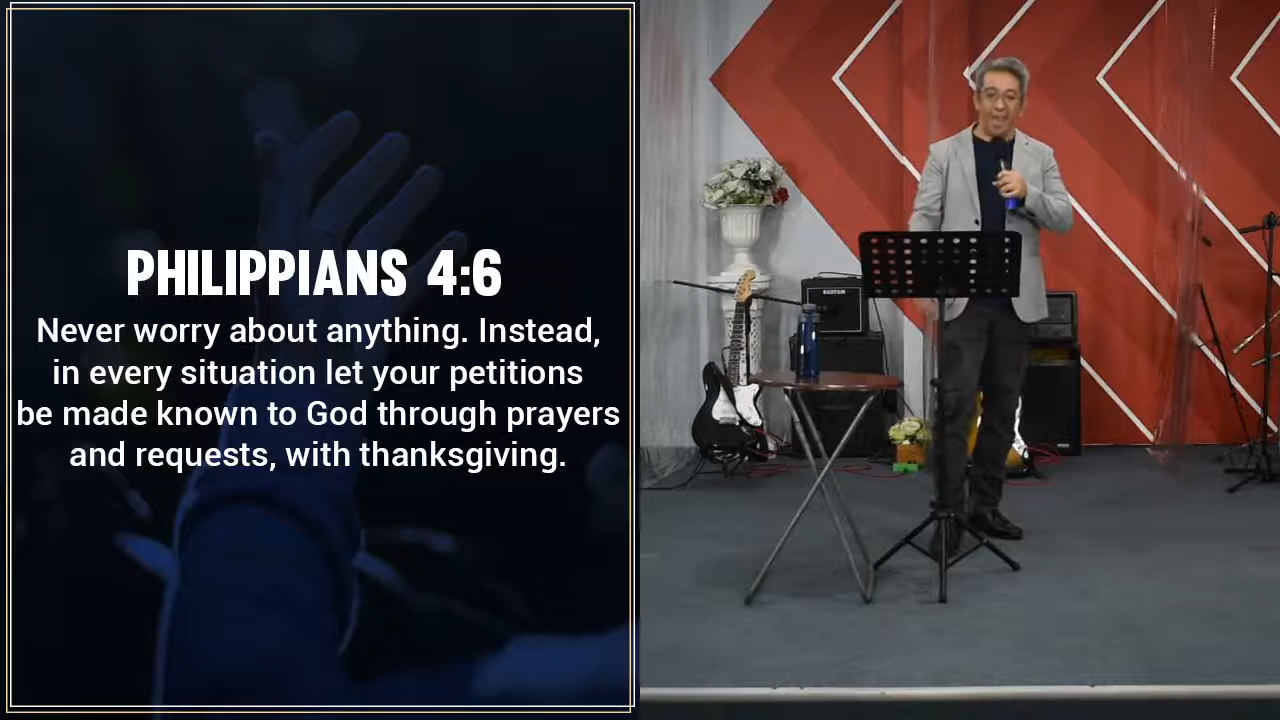 PHILIPPIANS 4:6
Never worry about anything. Instead,
in every situation let your petitions
be made known to God through prayers
and requests, with thanksgiving.